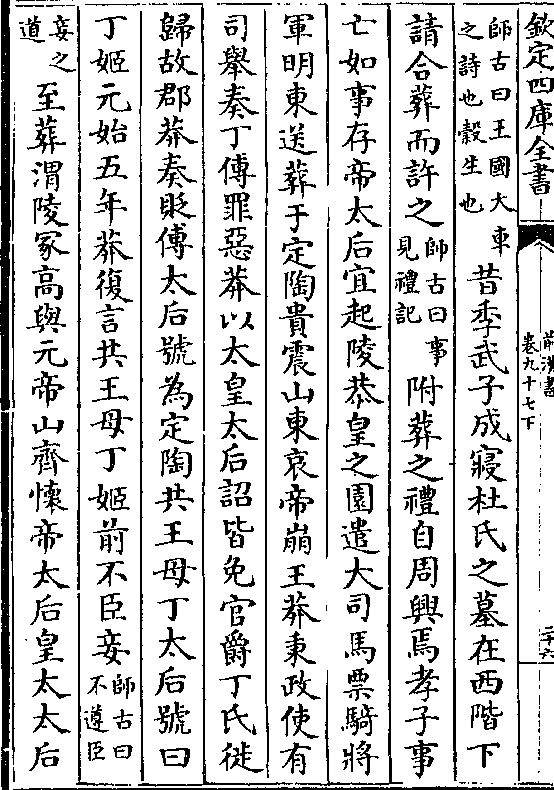 欽定四庫全書
前漢書
卷九十七下
二十六
師古曰王國大車
之詩也榖生也
昔季武子成寢杜氏之墓在西階下
請合葬而許之
師古曰事
見禮記
附葬之禮自周興焉孝子事
亡如事存帝太后宜起陵恭皇之園遣大司馬票騎將
軍明東送葬于定陶貴震山東哀帝崩王莽秉政使有
司舉奏丁傅罪惡莽以太皇太后詔皆免官爵丁氏徙
歸故郡莽奏貶傅太后號為定陶共王母丁太后號曰
丁姬元始五年莽復言共王母丁姬前不臣妾
師古曰
不遵臣
妾之
道
至葬渭陵冢高與元帝山齊懷帝太后皇太太后